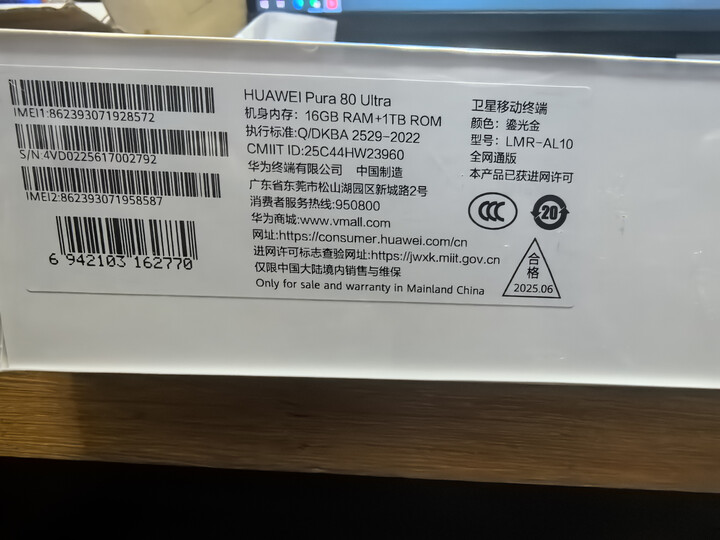 IMEI1:862393071928572
S/N 4VD0225617002792
IMEI2:862393071958587
6 942103 162770
HUAWEI Pura 80 Ultra
机身内存：16GB RAM+1TB ROM
执行标准：Q/DKBA 2529-2022
CMIIT ID:25C44HW23960
华为终端有限公司 中国制造
广东省东莞市松山湖园区新城路2号
消费者服务热线:950800
华为商城:www.vmall.com
网址:https://consumer.huawei.com/cn
进网许可标志查验网址:https://jwxk.miit.gov.cn
仅限中国大陆境内销售与维保
Only for sale and warranty in Mainland China
卫星移动终端
颜色：鎏光金
型号：LMR-AL10
全网通版
本产品已获进网许可
CCC
20
合格
2025.06